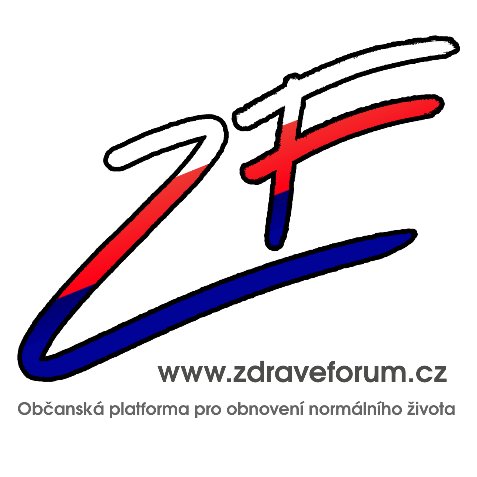 ZF
www.zdraveforum.cz
Občanská platforma pro obnovení normálního života